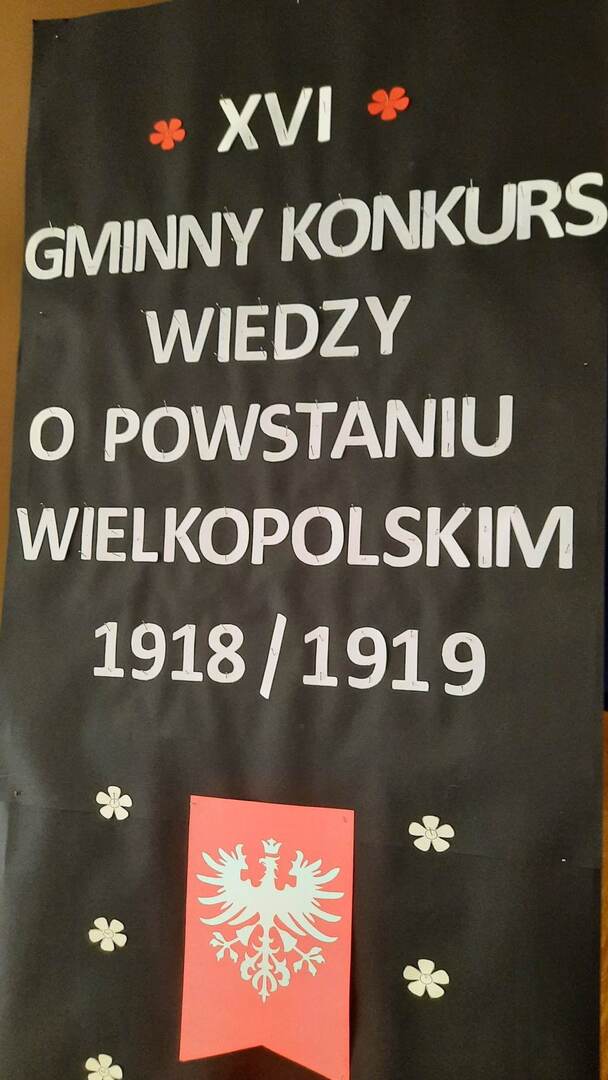 XVI
GMINNY KONKURS
WIEDZY
O POWSTANIU
WIELKOPOLSKIM
1918/1919